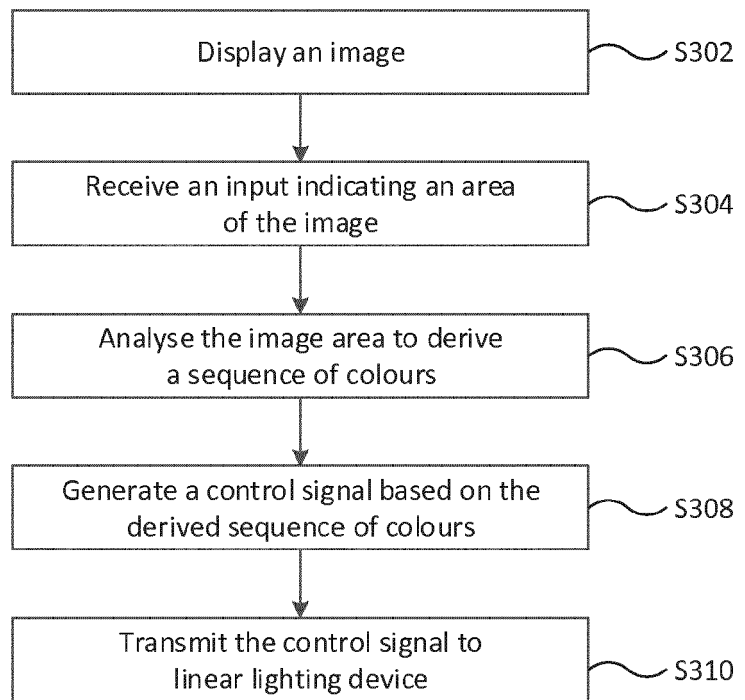 Display an image
S302
Receive an input indicating an area
of the image
S304
Analyse the image area to derive
a sequence of colours
S306
Generate a control signal based on the
derived sequence of colours
S308
Transmit the control signal to
linear lighting device
S310